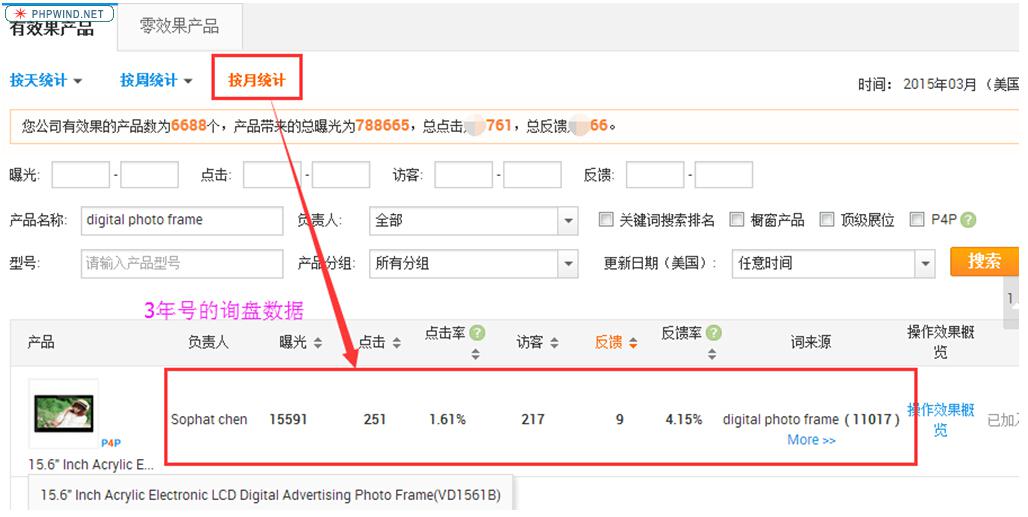 PHPWIND.NET
有效果产品 零效果产品
按天统计 按周统计 按月统计
时间： 2015年03月 （美国
您公司有效果的产品数为6688个，产品带来的总曝光为788665，总点击 761，总反馈 66。
曝光： - 点击： - 访客： - 反馈： -
产品名称: digital photo frame 负责人： 全部 关键词搜索排名 橱窗产品 顶级展位 P4P ?
型号: 请输入产品型号 产品分组: 所有分组 更新日期（美国）： 任意时间 搜索
1
3年号的询盘数据
产品 负责人 曝光 点击 点击率 ? 访客 反馈 反馈率 ? 词来源 操作效果概
览
Sophat chen 15591 251 1.61% 217 9 4.15% digital photo frame ( 11017 ) 操作效果概
览 已加
More >>
P4P
15.6" Inch Acrylic E...
15.6" Inch Acrylic Electronic LCD Digital Advertising Photo Frame(VD1561B)